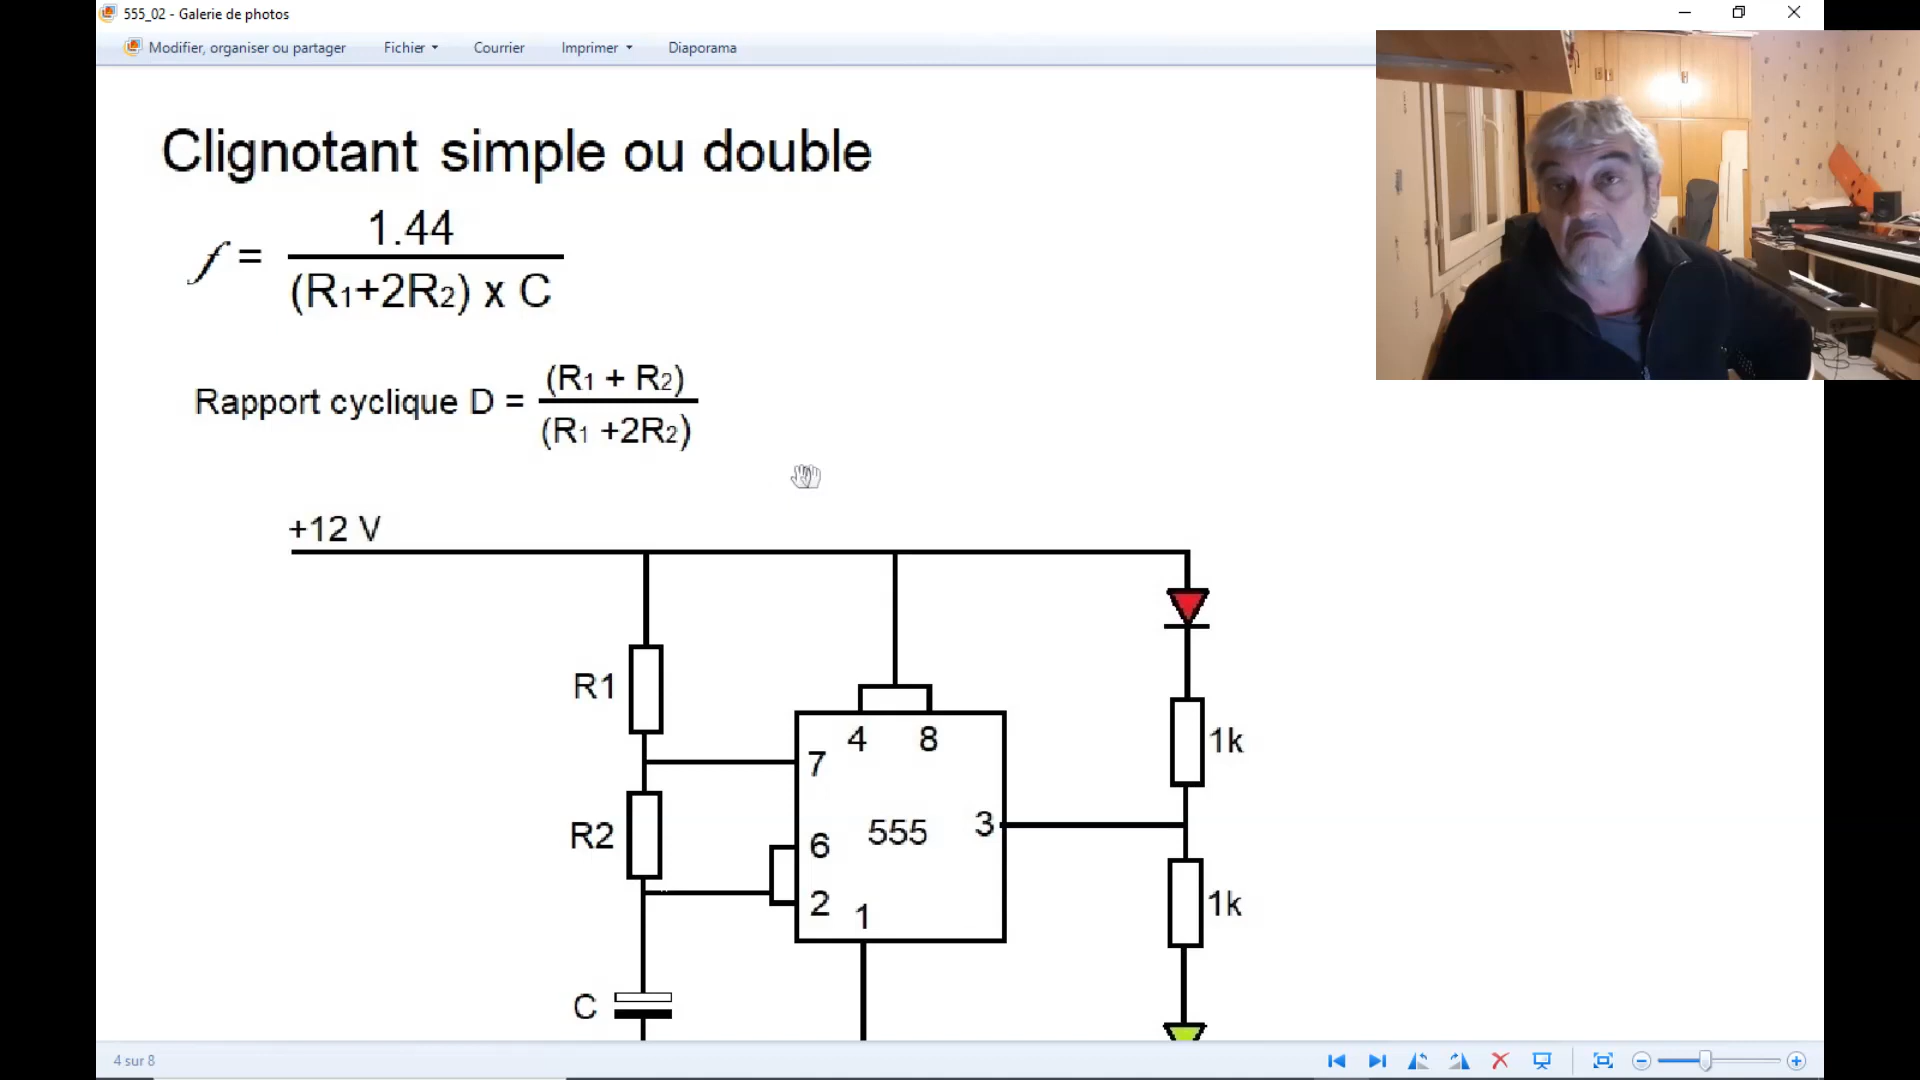 555_02 - Galerie de photos
Modifier, organiser ou partager Fichier Courrier Imprimer Diaporama
Clignotant simple ou double
f = 1.44
(R1+2R2) x C
Rapport cyclique D = (R1 + R2)
(R1 +2R2)
+12 V
R1
4 8
1k
7
R2
6
555
3
2
1
1k
C
4 sur 8